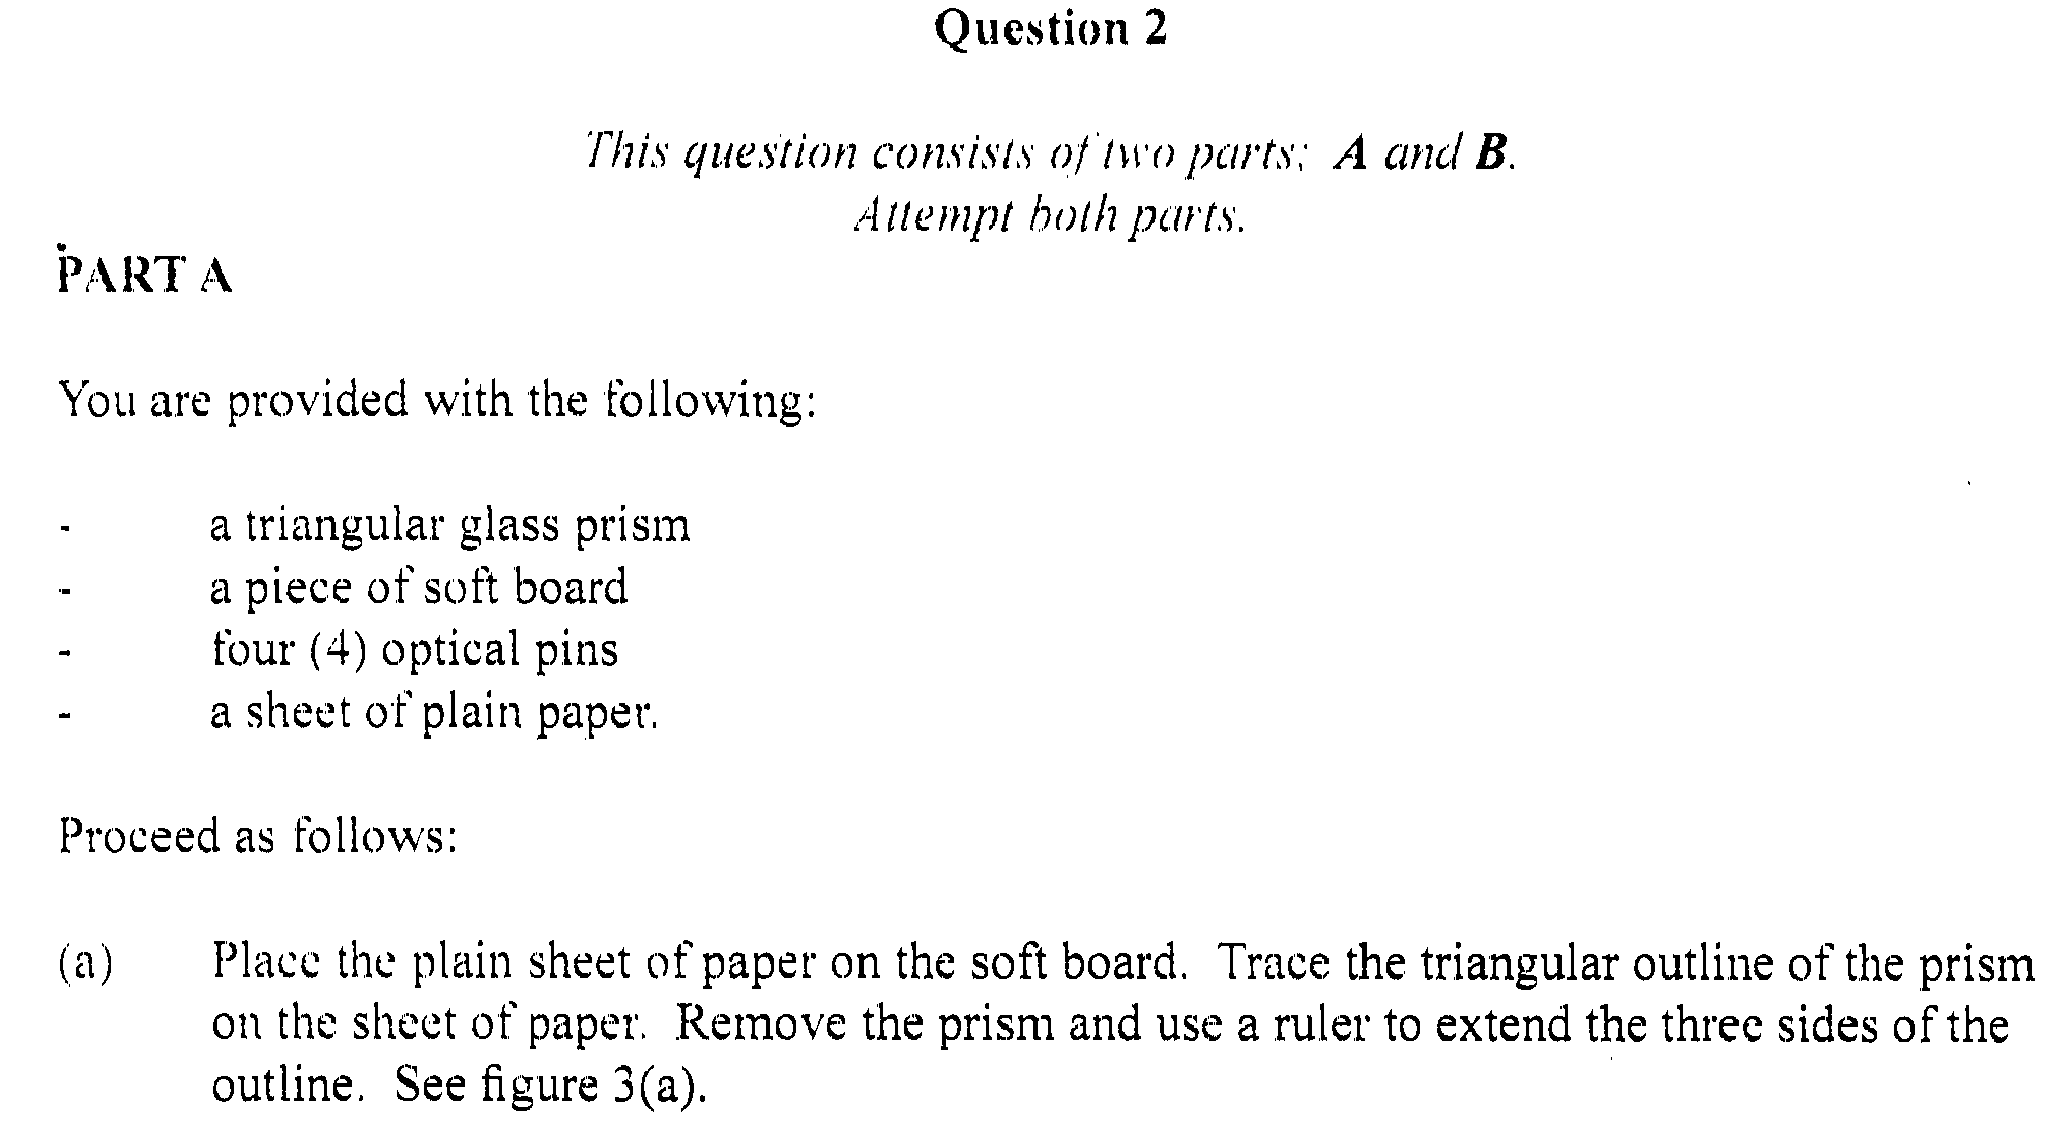 Question 2
This question consists of two parts; A and B.
Attempt both parts.
PART A
You are provided with the following:
- a triangular glass prism
- a piece of soft board
- four (4) optical pins
- a sheet of plain paper.
Proceed as follows:
(a) Place the plain sheet of paper on the soft board. Trace the triangular outline of the prism
on the sheet of paper. Remove the prism and use a ruler to extend the three sides of the
outline. See figure 3(a).